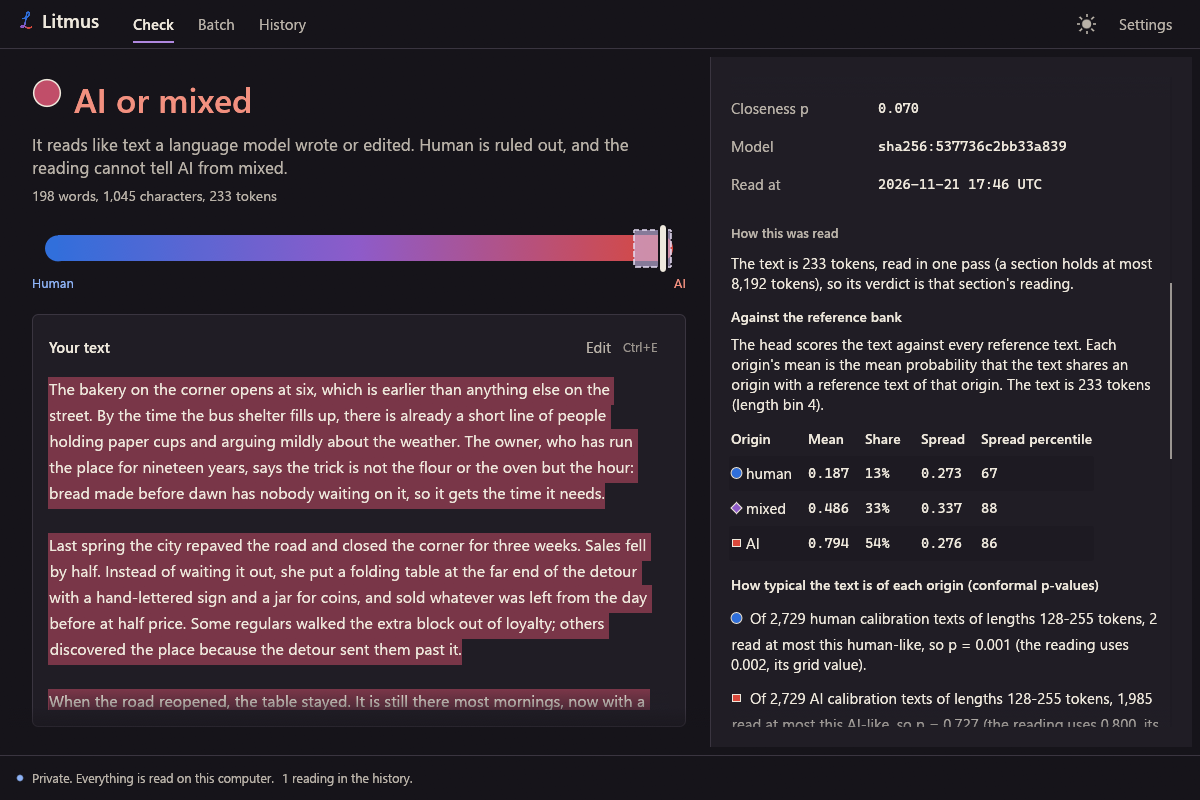 Litmus
Check
Batch
History
Settings
AI or mixed
It reads like text a language model wrote or edited. Human is ruled out, and the
reading cannot tell AI from mixed.
198 words, 1,045 characters, 233 tokens
Human
AI
Your text
Edit Ctrl+E
The bakery on the corner opens at six, which is earlier than anything else on the
street. By the time the bus shelter fills up, there is already a short line of people
holding paper cups and arguing mildly about the weather. The owner, who has run
the place for nineteen years, says the trick is not the flour or the oven but the hour:
bread made before dawn has nobody waiting on it, so it gets the time it needs.
Last spring the city repaved the road and closed the corner for three weeks. Sales fell
by half. Instead of waiting it out, she put a folding table at the far end of the detour
with a hand-lettered sign and a jar for coins, and sold whatever was left from the day
before at half price. Some regulars walked the extra block out of loyalty; others
discovered the place because the detour sent them past it.
When the road reopened, the table stayed. It is still there most mornings, now with a
Closeness p 0.070
Model sha256:537736c2bb33a839
Read at 2026-11-21 17:46 UTC
How this was read
The text is 233 tokens, read in one pass (a section holds at most
8,192 tokens), so its verdict is that section's reading.
Against the reference bank
The head scores the text against every reference text. Each
origin's mean is the mean probability that the text shares an
origin with a reference text of that origin. The text is 233 tokens
(length bin 4).
Origin Mean Share Spread Spread percentile
human 0.187 13% 0.273 67
mixed 0.486 33% 0.337 88
AI 0.794 54% 0.276 86
How typical the text is of each origin (conformal p-values)
Of 2,729 human calibration texts of lengths 128-255 tokens, 2
read at most this human-like, so p = 0.001 (the reading uses
0.002, its grid value).
Of 2,729 AI calibration texts of lengths 128-255 tokens, 1,985
read at most this AI-like, so p = 0.727 (the reading uses 0.800, its
Private. Everything is read on this computer. 1 reading in the history.